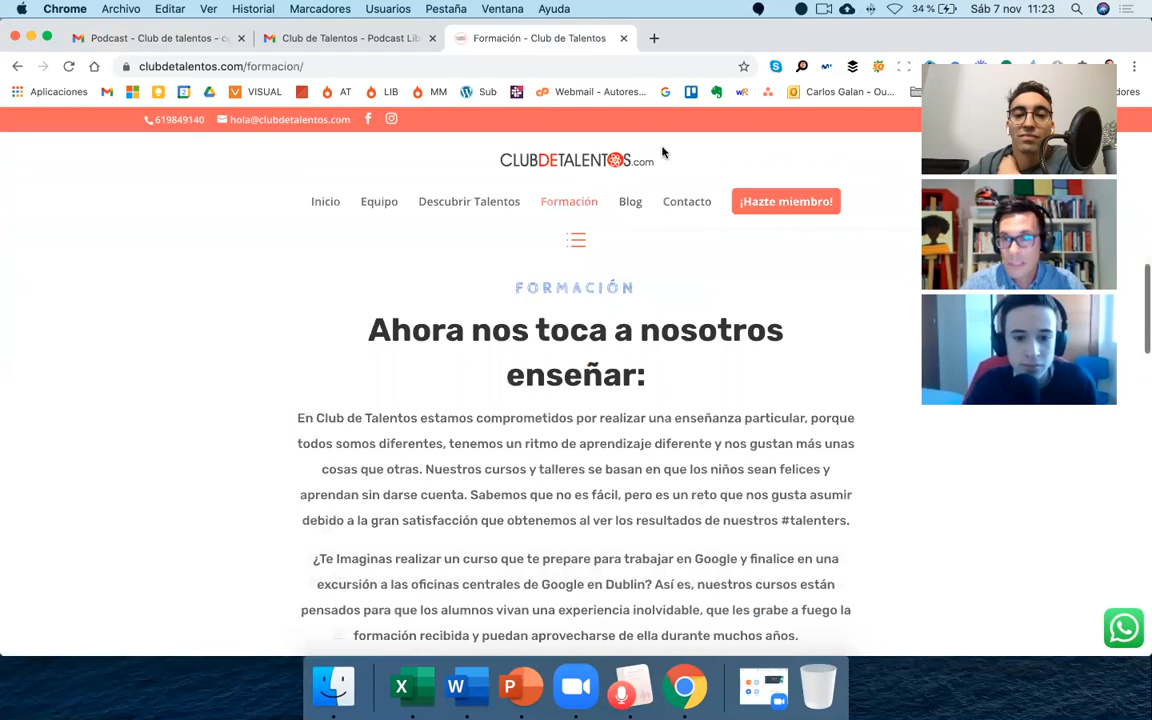 Chrome Archivo Editar Ver Historial Marcadores Usuarios Pestaña Ventana Ayuda 34 % Sáb 7 nov 11:23
Podcast - Club de talentos - Club de Talentos - Podcast Lib Formación - Club de Talentos
clubdetalentos.com/formacion/
Aplicaciones VISUAL AT LIB MM Sub Webmail - Autores... Carlos Galan - Ou...
619849140 hola@clubdetalentos.com
CLUBDETALENTOS.com
Inicio Equipo Descubrir Talentos Formación Blog Contacto ¡Hazte miembro!
FORMACIÓN
Ahora nos toca a nosotros
enseñar:
En Club de Talentos estamos comprometidos por realizar una enseñanza particular, porque
todos somos diferentes, tenemos un ritmo de aprendizaje diferente y nos gustan más unas
cosas que otras. Nuestros cursos y talleres se basan en que los niños sean felices y
aprendan sin darse cuenta. Sabemos que no es fácil, pero es un reto que nos gusta asumir
debido a la gran satisfacción que obtenemos al ver los resultados de nuestros #talenters.
¿Te Imaginas realizar un curso que te prepare para trabajar en Google y finalice en una
excursión a las oficinas centrales de Google en Dublin? Así es, nuestros cursos están
pensados para que los alumnos vivan una experiencia inolvidable, que les grabe a fuego la
formación recibida y puedan aprovecharse de ella durante muchos años.